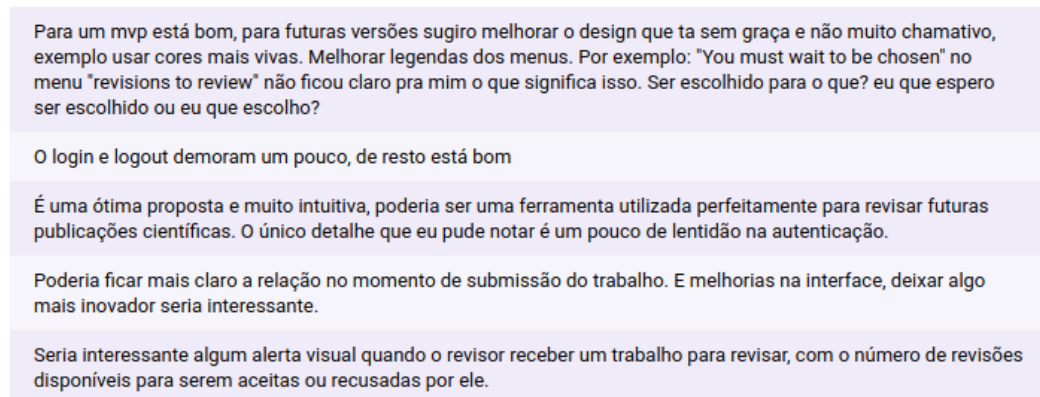 Para um mvp está bom, para futuras versões sugiro melhorar o design que ta sem graça e não muito chamativo,
exemplo usar cores mais vivas. Melhorar legendas dos menus. Por exemplo: "You must wait to be chosen" no
menu "revisions to review" não ficou claro pra mim o que significa isso. Ser escolhido para o que? eu que espero
ser escolhido ou eu que escolho?
O login e logout demoram um pouco, de resto está bom
É uma ótima proposta e muito intuitiva, poderia ser uma ferramenta utilizada perfeitamente para revisar futuras
publicações científicas. O único detalhe que eu pude notar é um pouco de lentidão na autenticação.
Poderia ficar mais claro a relação no momento de submissão do trabalho. E melhorias na interface, deixar algo
mais inovador seria interessante.
Seria interessante algum alerta visual quando o revisor receber um trabalho para revisar, com o número de revisões
disponíveis para serem aceitas ou recusadas por ele.